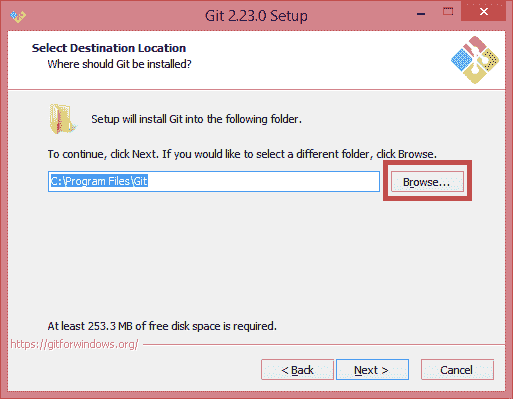 Git 2.23.0 Setup
Select Destination Location
Where should Git be installed?
Setup will install Git into the following folder.
To continue, click Next. If you would like to select a different folder, click Browse.
C:\Program Files\Git
Browse...
At least 253.3 MB of free disk space is required.
https://gitforwindows.org/
< Back
Next >
Cancel